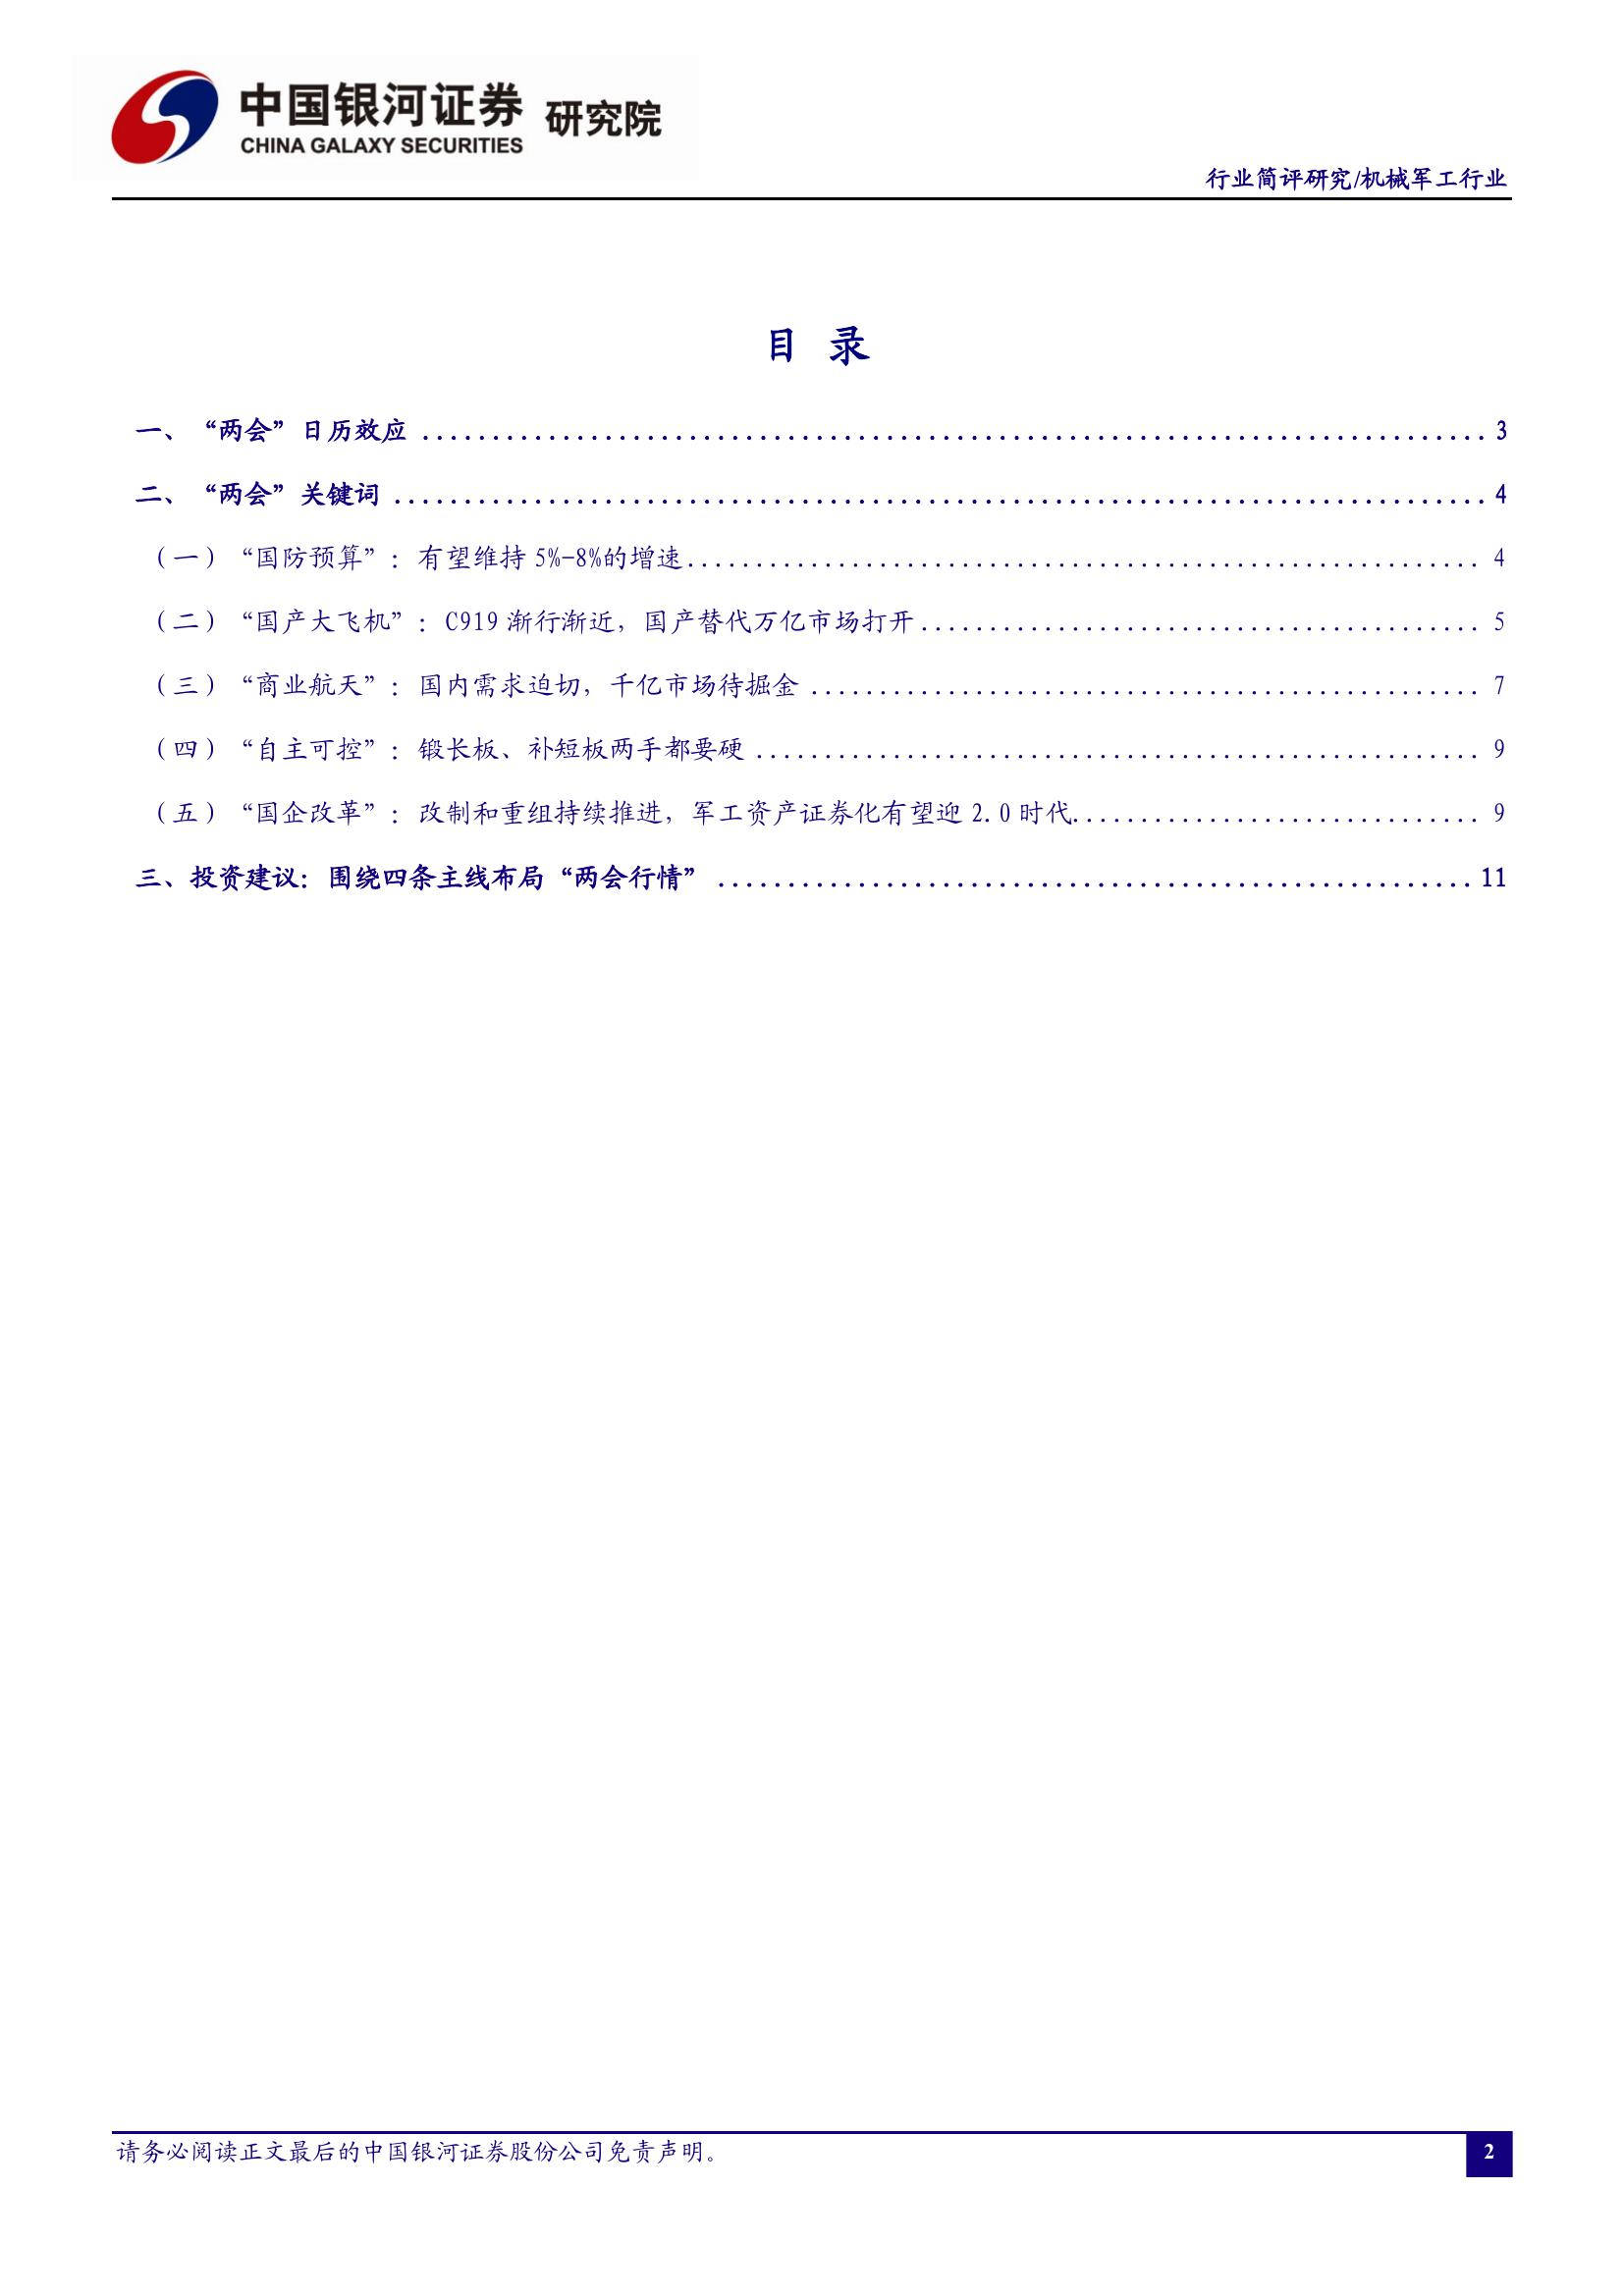 中国银河证券 研究院
CHINA GALAXY SECURITIES
行业简评研究/机械军工行业
目 录
一、“两会”日历效应 ........................................ 3
二、“两会”关键词 ........................................ 4
（一）“国防预算”：有望维持 5%-8%的增速........................................ 4
（二）“国产大飞机”：C919 渐行渐近，国产替代万亿市场打开........................................ 5
（三）“商业航天”：国内需求迫切，千亿市场待掘金 ........................................ 7
（四）“自主可控”：锻长板、补短板两手都要硬 ........................................ 9
（五）“国企改革”：改制和重组持续推进，军工资产证券化有望迎 2.0 时代........................................ 9
三、投资建议：围绕四条主线布局“两会行情” ........................................ 11
请务必阅读正文最后的中国银河证券股份公司免责声明。
2